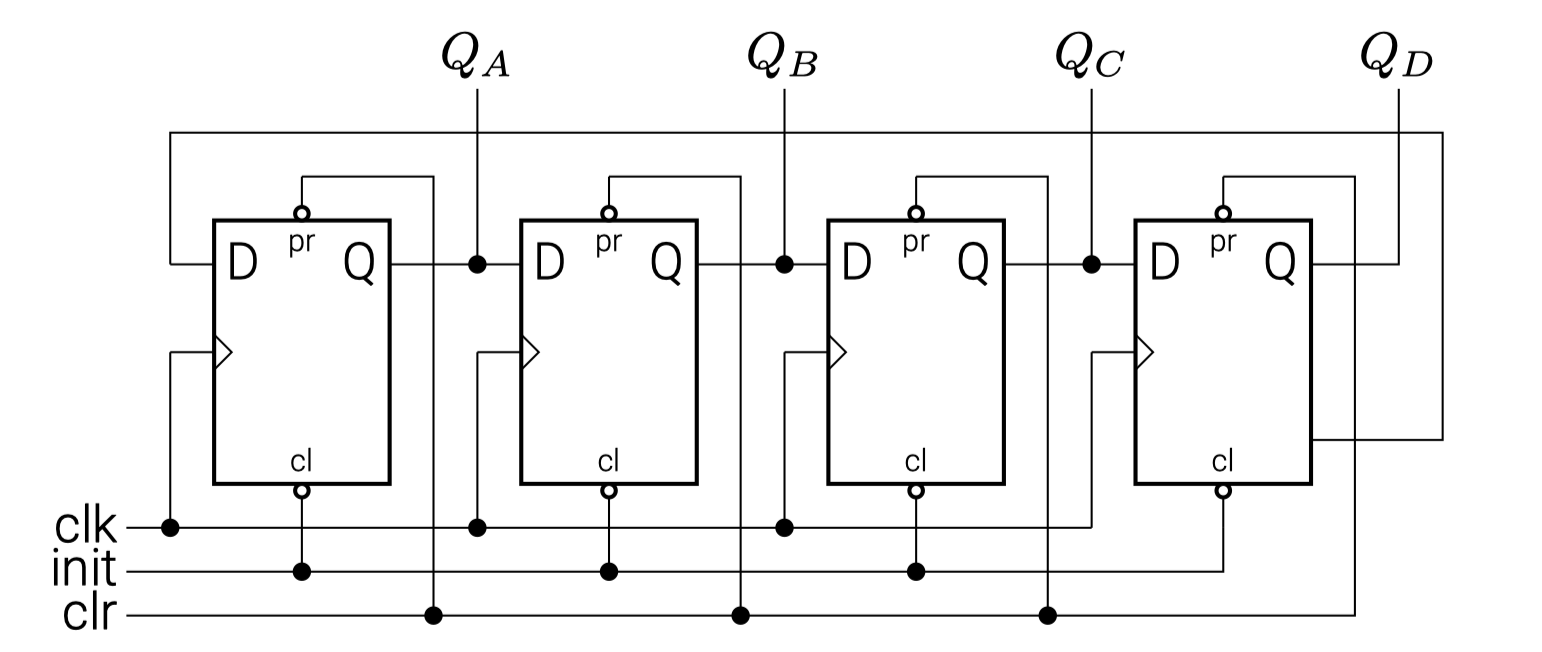 Q_A Q_B Q_C Q_D
pr pr pr pr
D Q D Q D Q D Q
cl cl cl cl
clk
init
clr